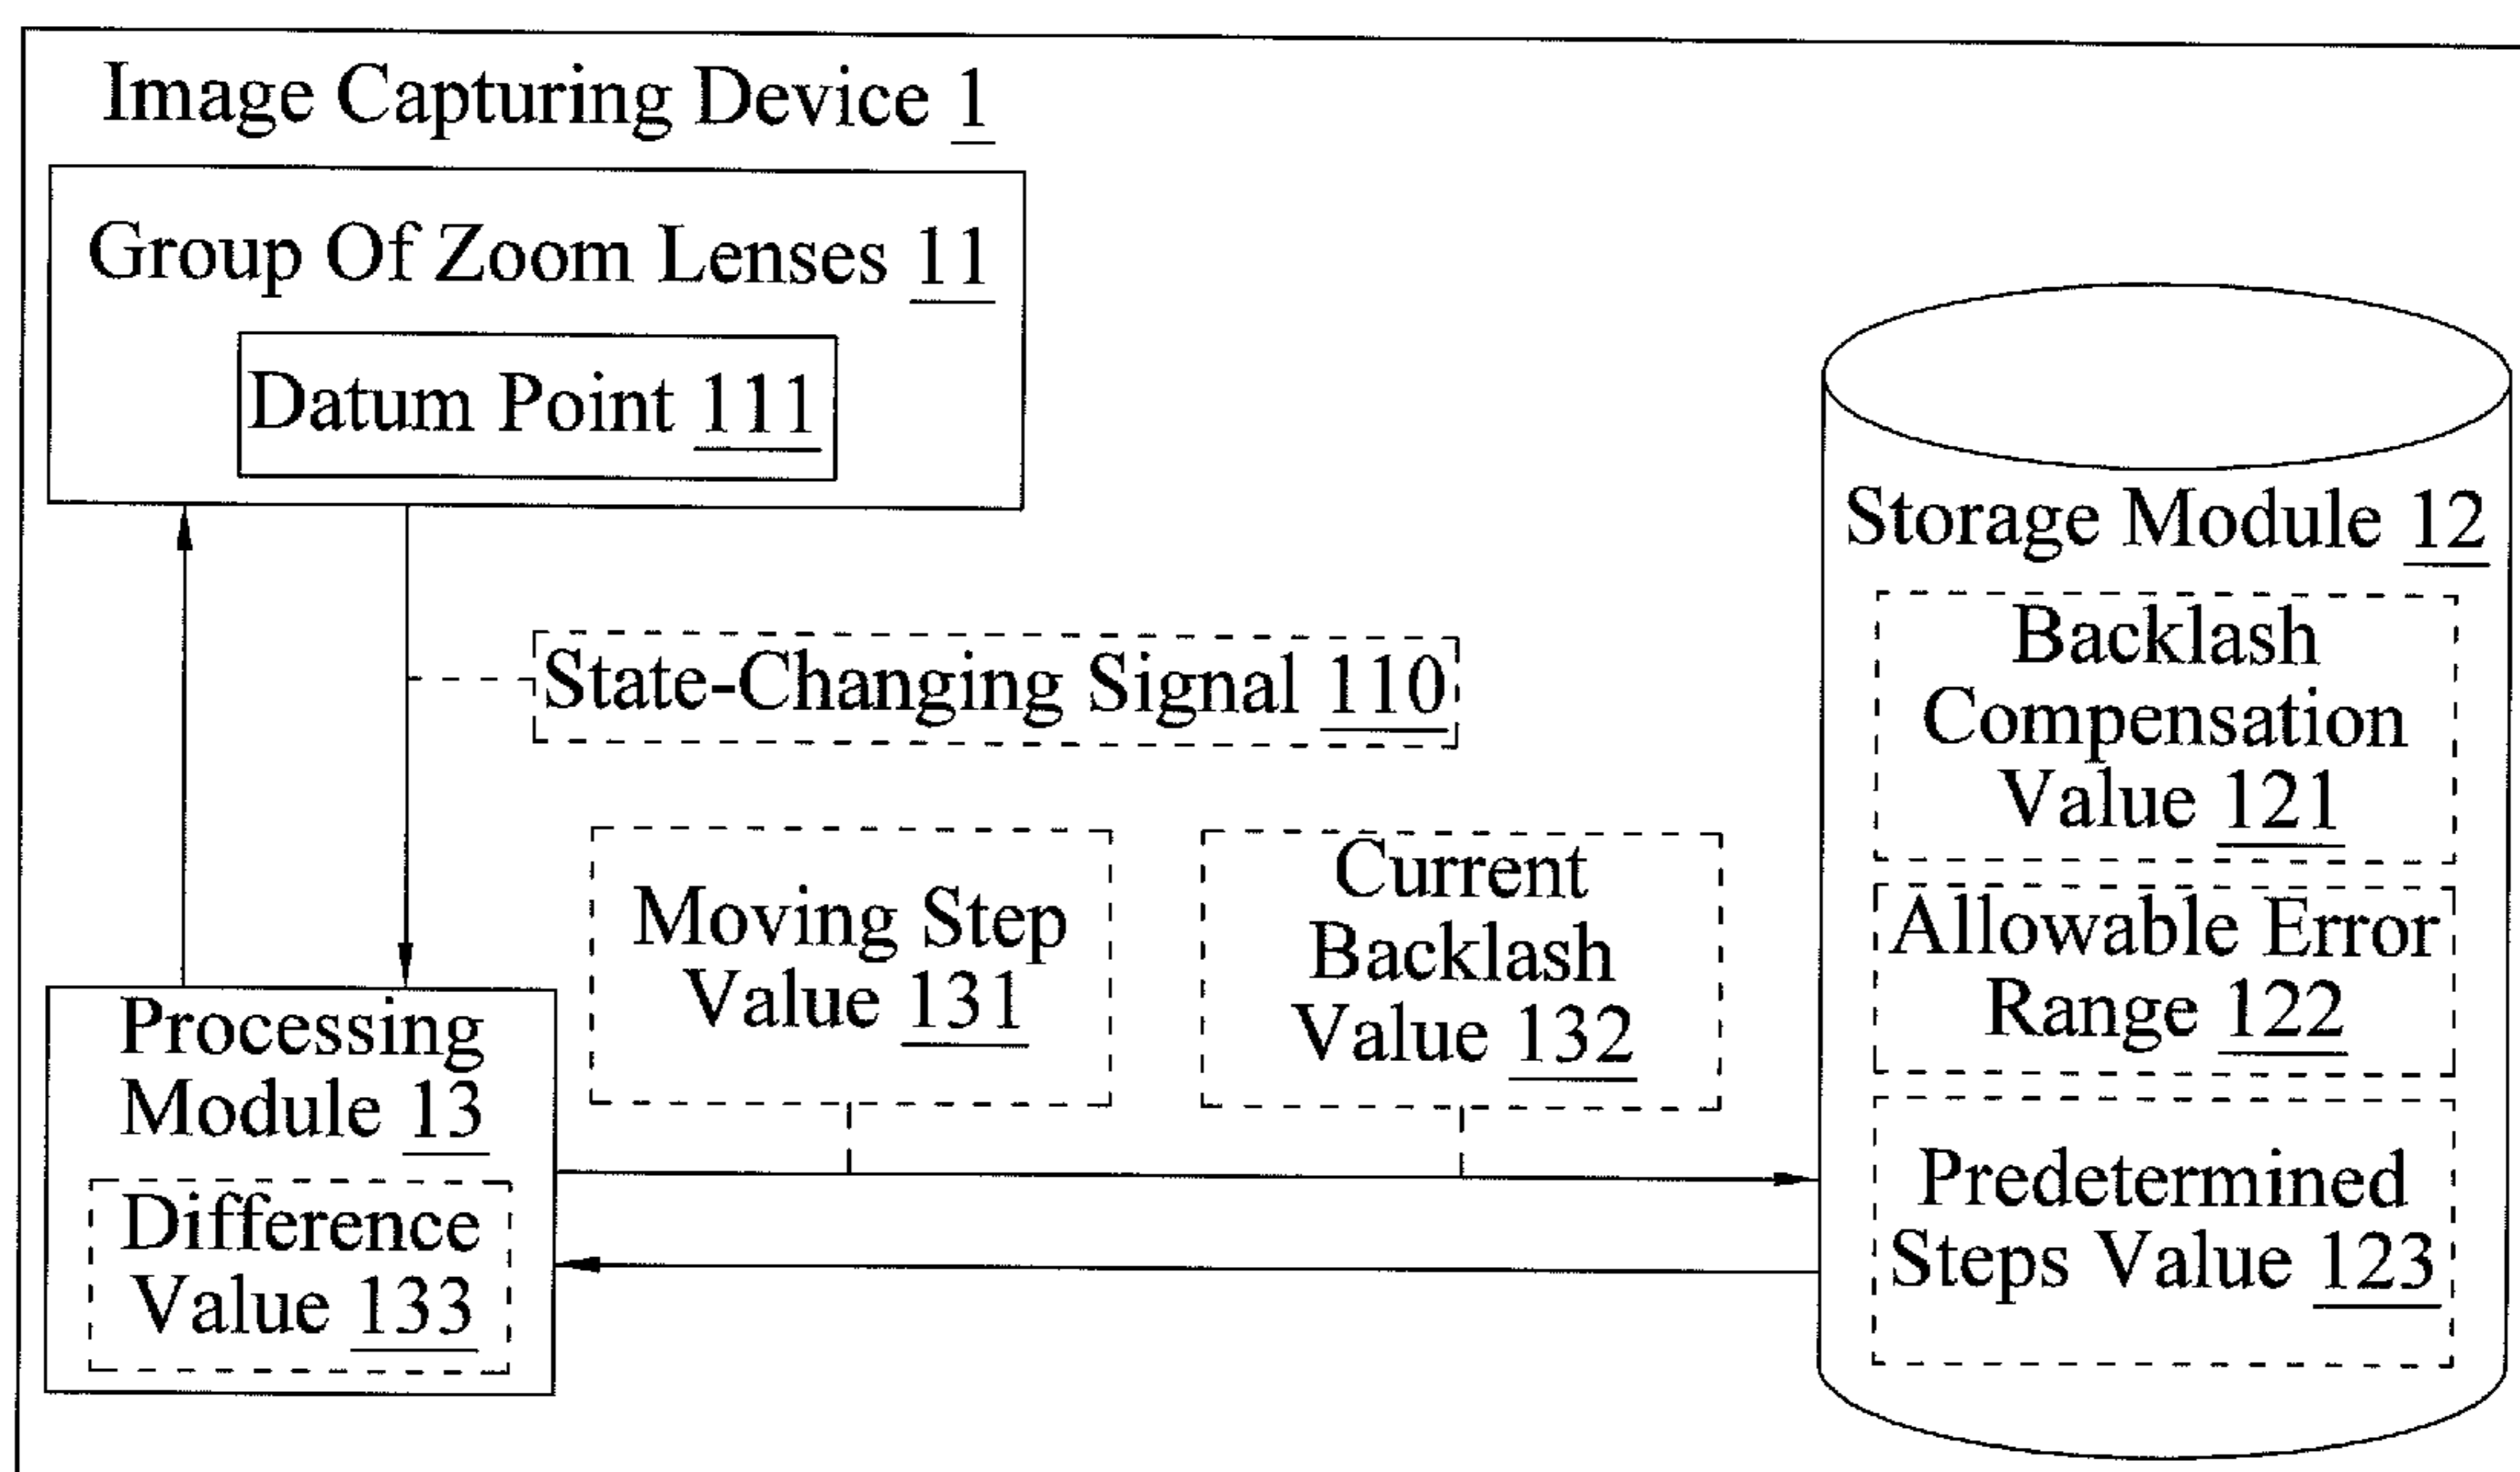 Image Capturing Device 1
Group Of Zoom Lenses 11
Datum Point 111
Storage Module 12
Backlash
Compensation
Value 121
Allowable Error
Range 122
Predetermined
Steps Value 123
State-Changing Signal 110
Moving Step
Value 131
Current
Backlash
Value 132
Processing
Module 13
Difference
Value 133